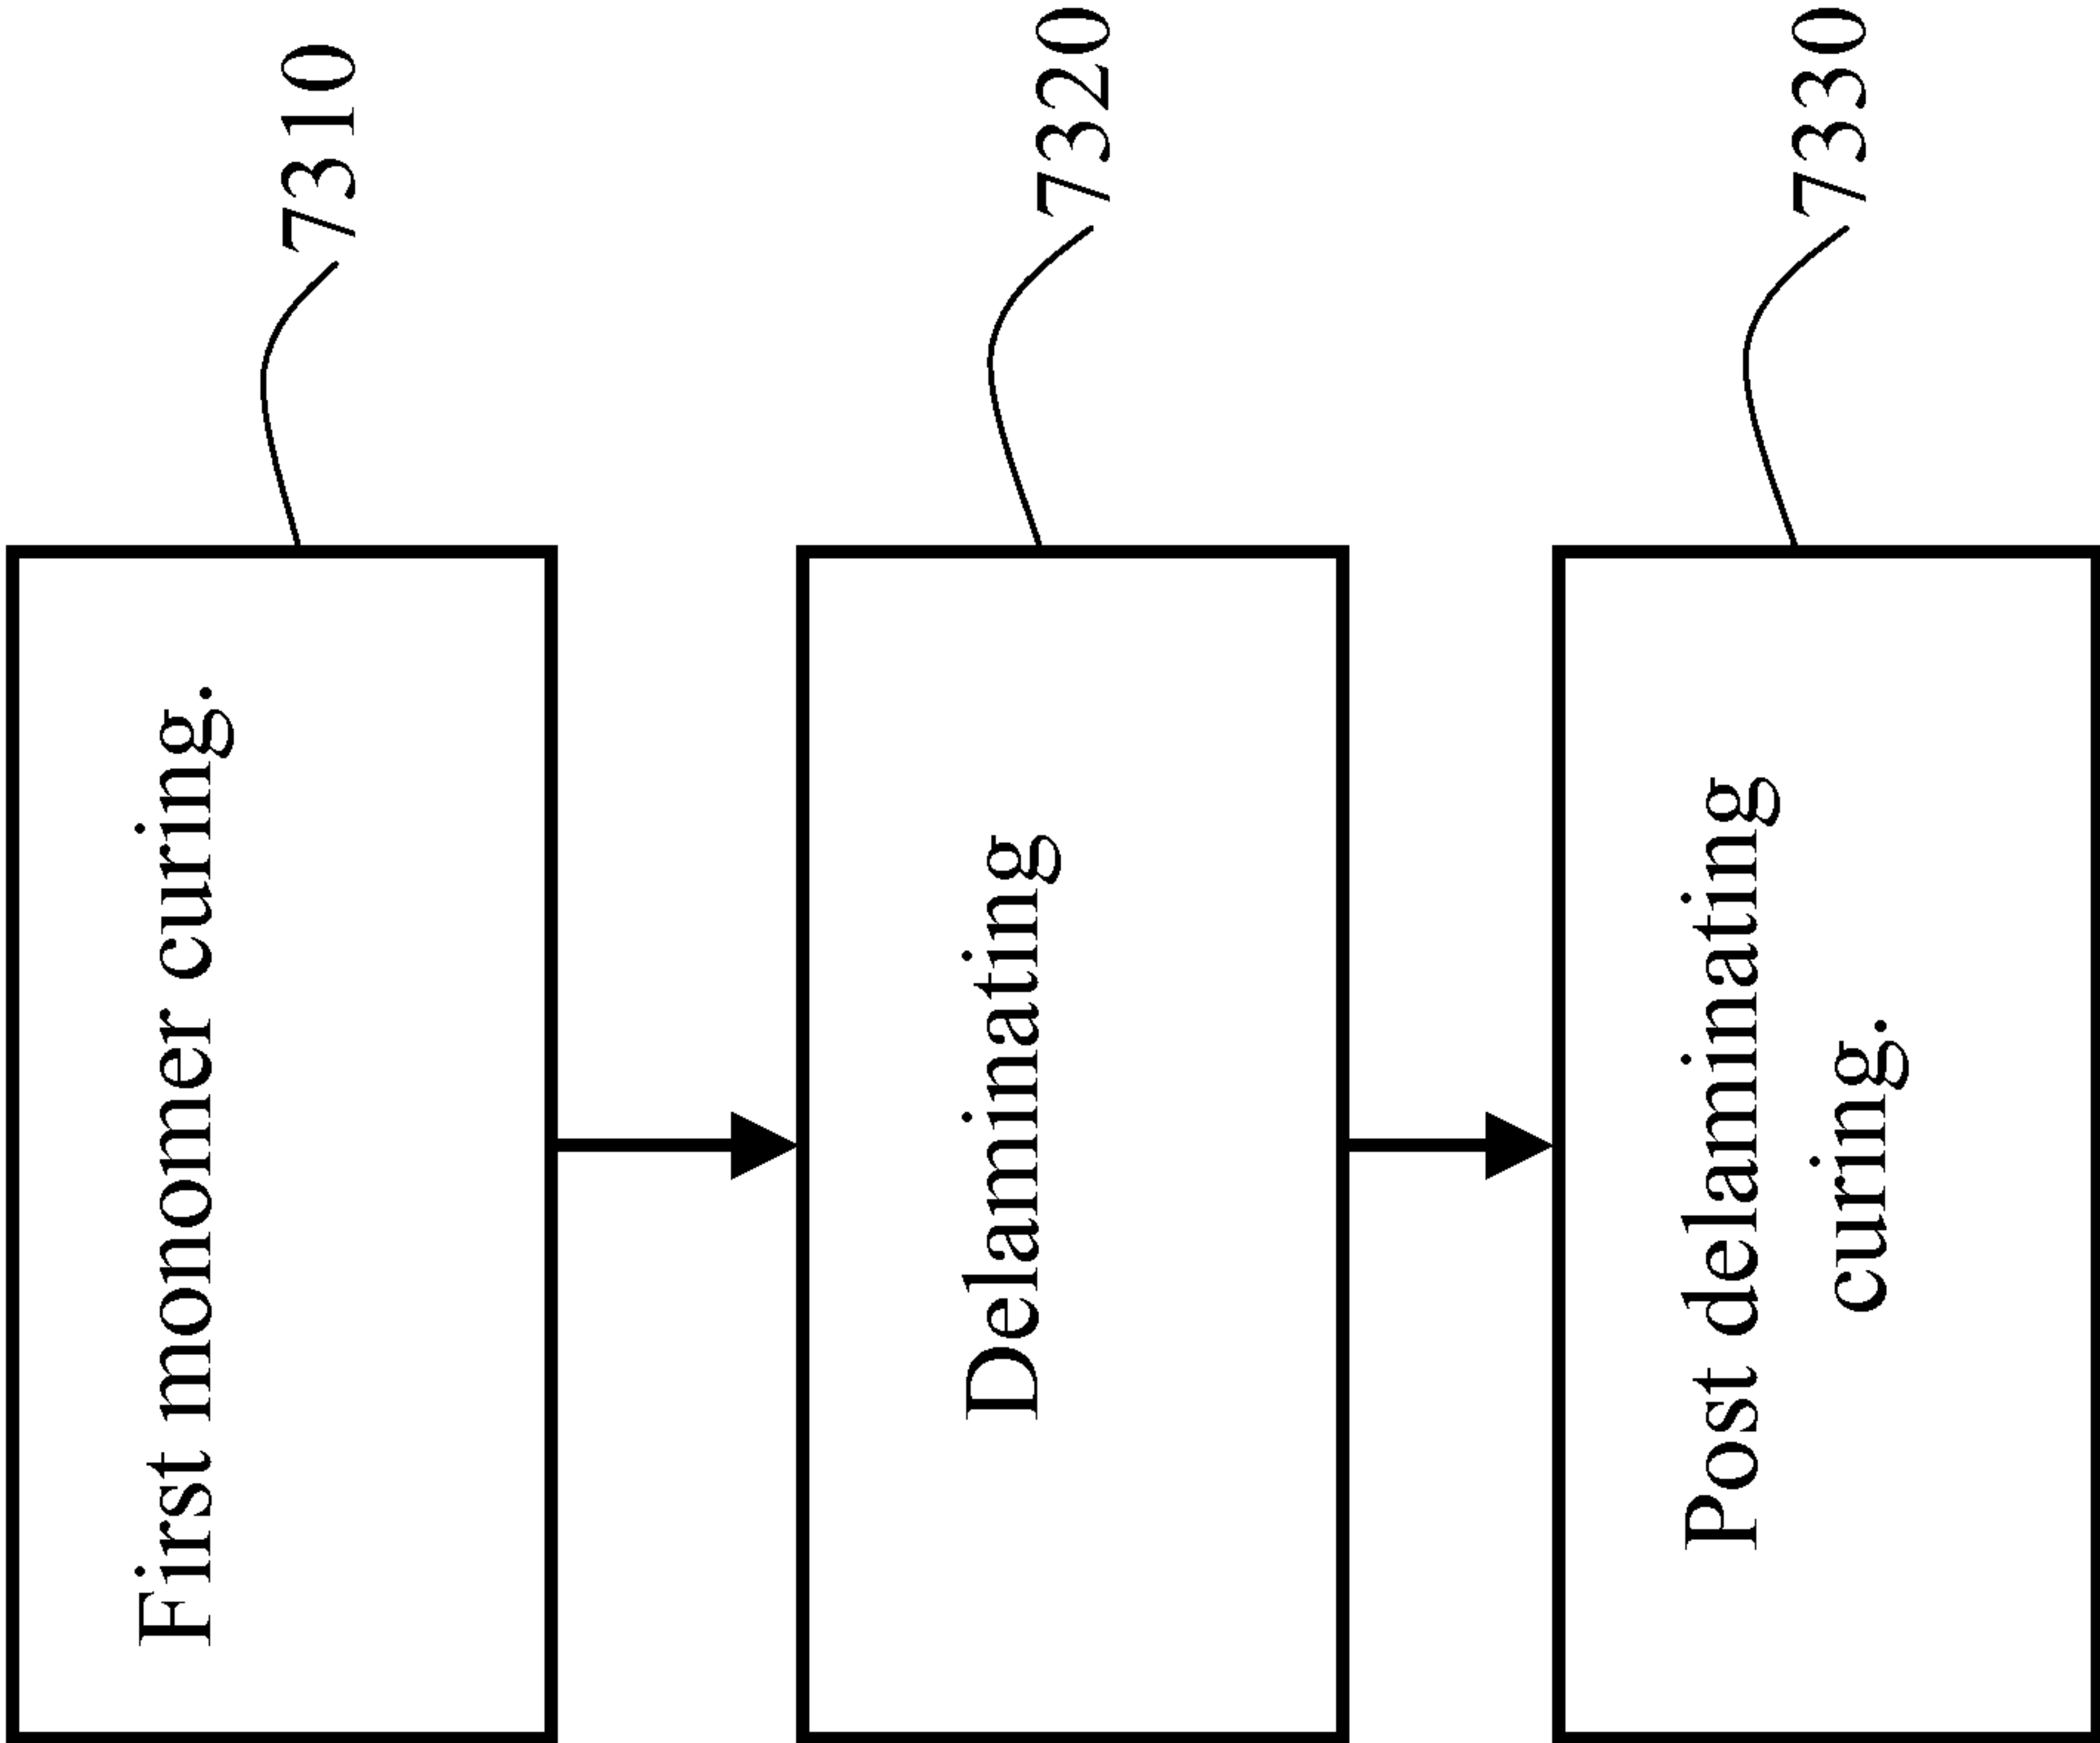 First monomer curing.
7310
Delaminating
7320
Post delaminating
curing.
7330